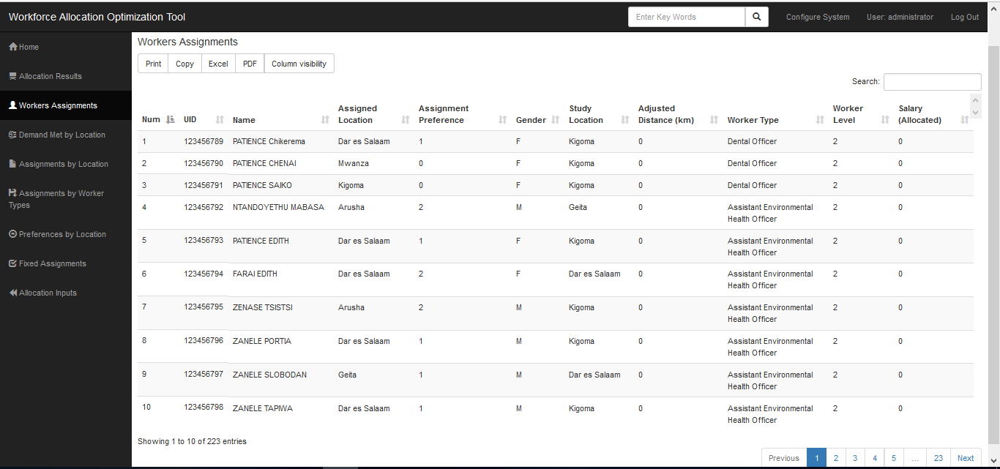 Workforce Allocation Optimization Tool
Enter Key Words
Configure System
User: administrator
Log Out
Home
Allocation Results
Workers Assignments
Demand Met by Location
Assignments by Location
Assignments by Worker
Types
Preferences by Location
Fixed Assignments
Allocation Inputs
Workers Assignments
Print Copy Excel PDF Column visibility
Search:
Num UID Name Assigned Location Assignment Preference Gender Study Location Adjusted Distance (km) Worker Type Worker Level Salary (Allocated)
1 123456789 PATIENCE Chikerema Dar es Salaam 1 F Kigoma 0 Dental Officer 2 0
2 123456790 PATIENCE CHENAI Mwanza 0 F Kigoma 0 Dental Officer 2 0
3 123456791 PATIENCE SAIKO Kigoma 0 F Kigoma 0 Dental Officer 2 0
4 123456792 NTANDOYETHU MABASA Arusha 2 M Geita 0 Assistant Environmental Health Officer 2 0
5 123456793 PATIENCE EDITH Dar es Salaam 1 F Kigoma 0 Assistant Environmental Health Officer 2 0
6 123456794 FARAI EDITH Dar es Salaam 2 F Dar es Salaam 0 Assistant Environmental Health Officer 2 0
7 123456795 ZENASE TSISTSI Arusha 2 M Kigoma 0 Assistant Environmental Health Officer 2 0
8 123456796 ZANELE PORTIA Dar es Salaam 1 M Kigoma 0 Assistant Environmental Health Officer 2 0
9 123456797 ZANELE SLOBODAN Geita 1 M Dar es Salaam 0 Assistant Environmental Health Officer 2 0
10 123456798 ZANELE TAPIWA Dar es Salaam 1 M Kigoma 0 Assistant Environmental Health Officer 2 0
Showing 1 to 10 of 223 entries
Previous 1 2 3 4 5 … 23 Next